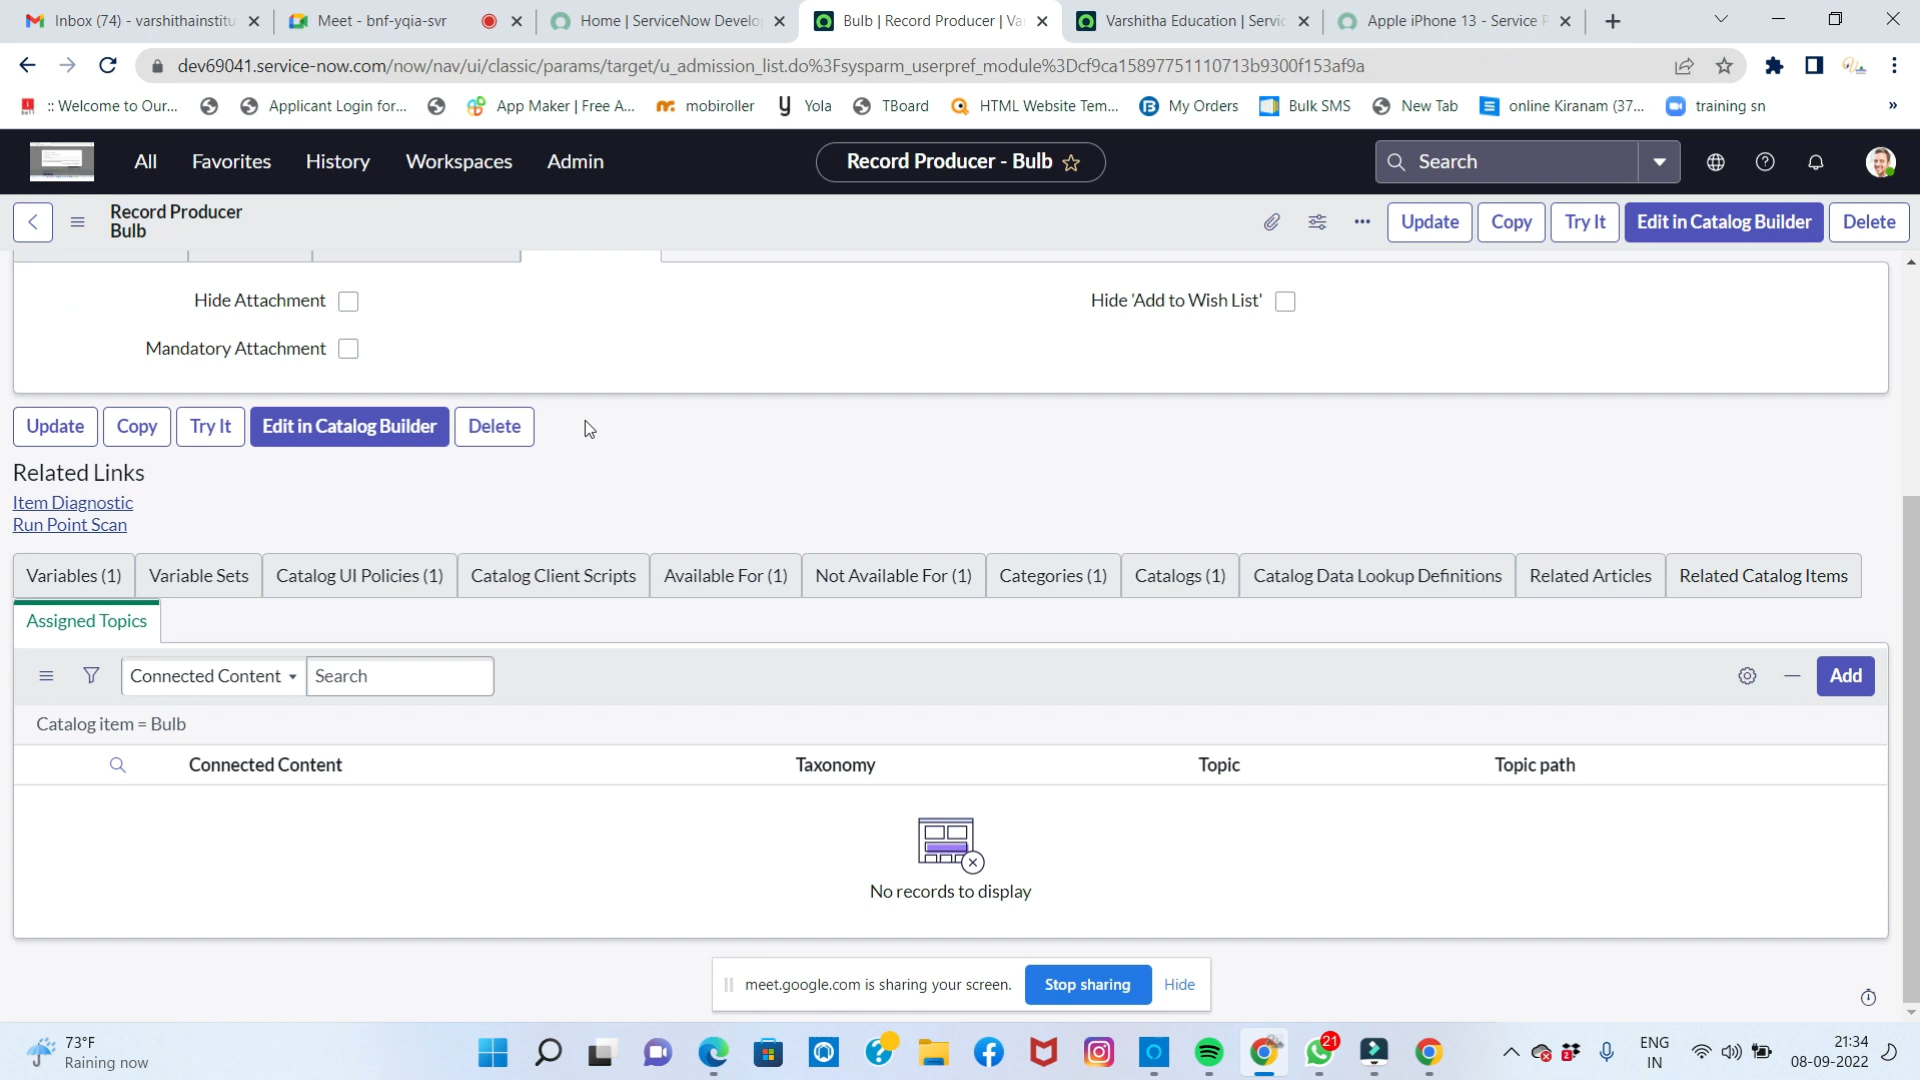 Inbox (74) - varshithainstitu
Meet - bnf-yqia-svr
Home | ServiceNow Develo
Bulb | Record Producer | Va
Varshitha Education | Servic
Apple iPhone 13 - Service P
dev69041.service-now.com/now/nav/ui/classic/params/target/u_admission_list.do%3Fsysparm_userpref_module%3Dcf9ca15897751110713b9300f153af9a
:: Welcome to Our...
Applicant Login for...
App Maker | Free A...
mobiroller
Yola
TBoard
HTML Website Tem...
My Orders
Bulk SMS
New Tab
online Kiranam (37...
training sn
»
All
Favorites
History
Workspaces
Admin
Record Producer - Bulb
Search
Record Producer
Bulb
Update
Copy
Try It
Edit in Catalog Builder
Delete
Hide Attachment
Hide 'Add to Wish List'
Mandatory Attachment
Update
Copy
Try It
Edit in Catalog Builder
Delete
Related Links
Item Diagnostic
Run Point Scan
Variables (1)
Variable Sets
Catalog UI Policies (1)
Catalog Client Scripts
Available For (1)
Not Available For (1)
Categories (1)
Catalogs (1)
Catalog Data Lookup Definitions
Related Articles
Related Catalog Items
Assigned Topics
Connected Content
Search
Add
Catalog item = Bulb
Connected Content
Taxonomy
Topic
Topic path
No records to display
meet.google.com is sharing your screen.
Stop sharing
Hide
73°F
Raining now
21
ENG
IN
21:34
08-09-2022